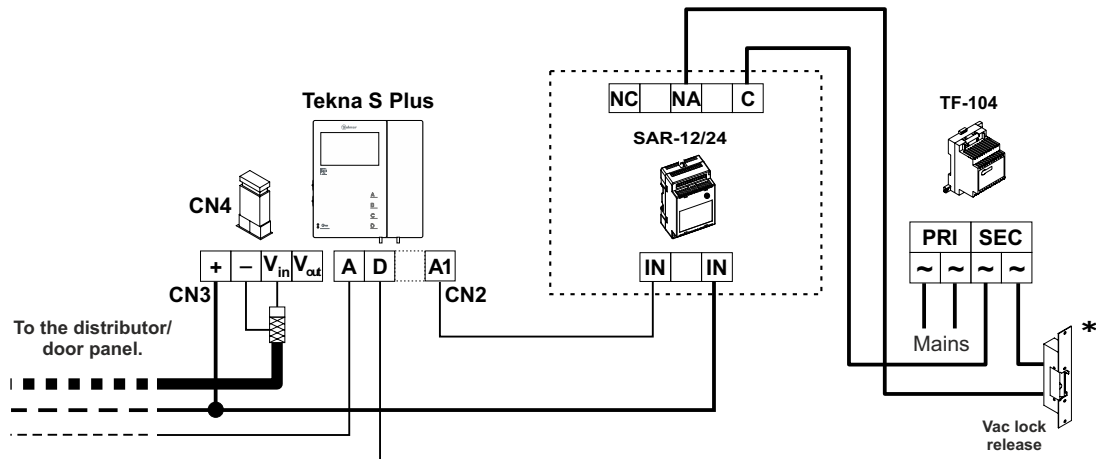 NC NA C
Tekna S Plus
TF-104
SAR-12/24
CN4
A
B
C
D
PRI SEC
+ – Vin Vout A D A1 IN IN ~ ~ ~ ~
CN3 CN2
To the distributor/
door panel.
Mains
*
Vac lock
release